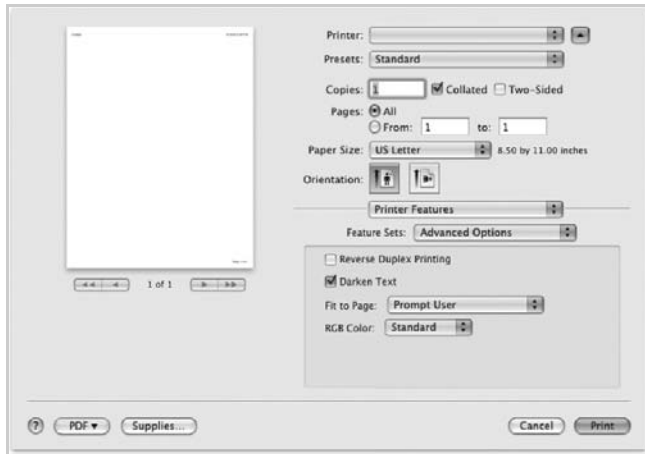 Printer:
Presets: Standard
Copies: 1 Collated Two-Sided
Pages: All
From: 1 to: 1
Paper Size: US Letter 8.50 by 11.00 inches
Orientation:
Printer Features
Feature Sets: Advanced Options
Reverse Duplex Printing
Darken Text
Fit to Page: Prompt User
RGB Color: Standard
1 of 1
? PDF Supplies... Cancel Print